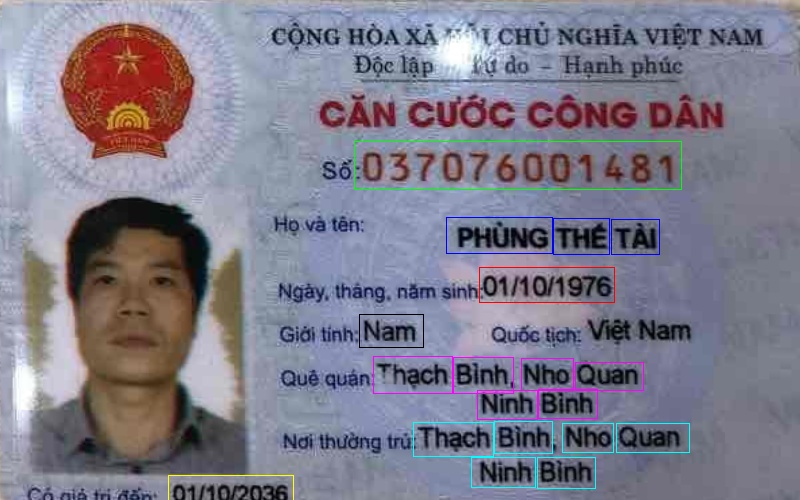 CỘNG HÒA XÃ HỘI CHỦ NGHĨA VIỆT NAM
Độc lập Tự do - Hạnh phúc
CĂN CƯỚC CÔNG DÂN
Số: 037076001481
Họ và tên: PHÙNG THẾ TÀI
Ngày, tháng, năm sinh: 01/10/1976
Giới tính: Nam Quốc tịch: Việt Nam
Quê quán: Thạch Bình, Nho Quan
Ninh Bình
Nơi thường trú: Thạch Bình, Nho Quan
Ninh Bình
Có giá trị đến: 01/10/2036